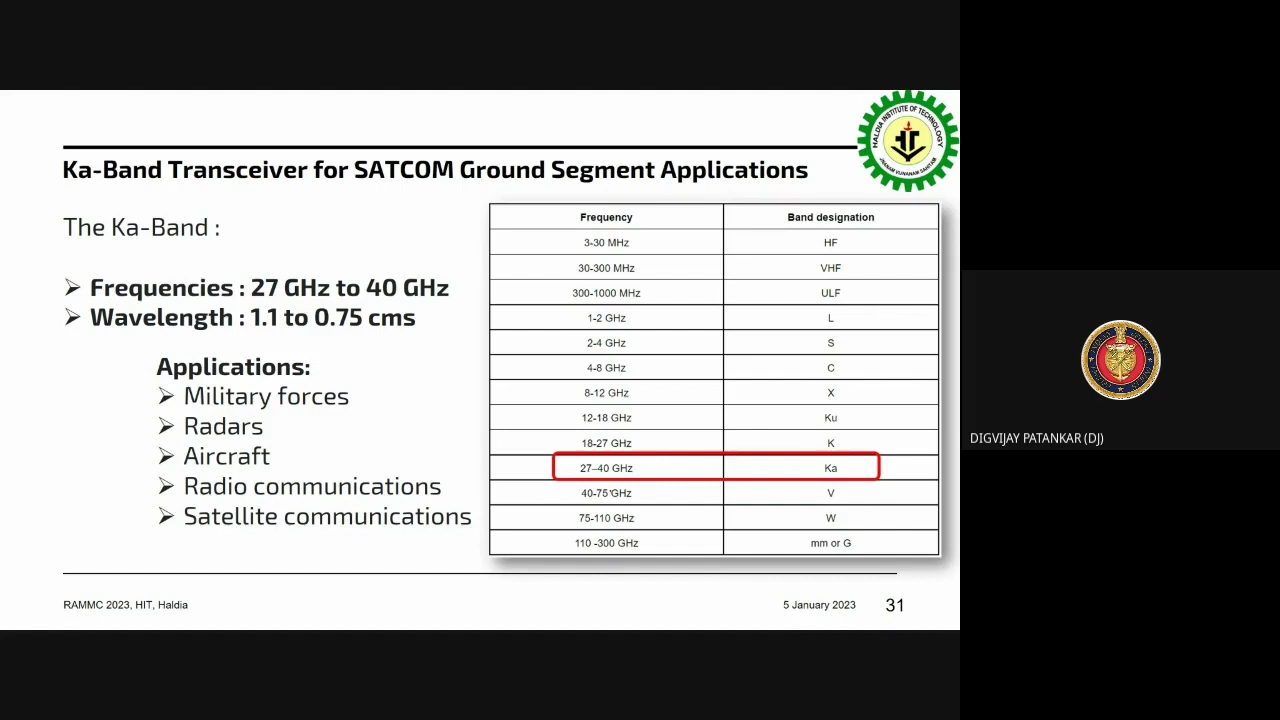 HALDIA INSTITUTE OF TECHNOLOGY
Ka-Band Transceiver for SATCOM Ground Segment Applications
The Ka-Band :
➢ Frequencies : 27 GHz to 40 GHz
➢ Wavelength : 1.1 to 0.75 cms
Applications:
➢ Military forces
➢ Radars
➢ Aircraft
➢ Radio communications
➢ Satellite communications
Frequency Band designation
3-30 MHz HF
30-300 MHz VHF
300-1000 MHz ULF
1-2 GHz L
2-4 GHz S
4-8 GHz C
8-12 GHz X
12-18 GHz Ku
18-27 GHz K
27–40 GHz Ka
40-75 GHz V
75-110 GHz W
110 -300 GHz mm or G
RAMMC 2023, HIT, Haldia
5 January 2023 31
DIGVIJAY PATANKAR (DJ)